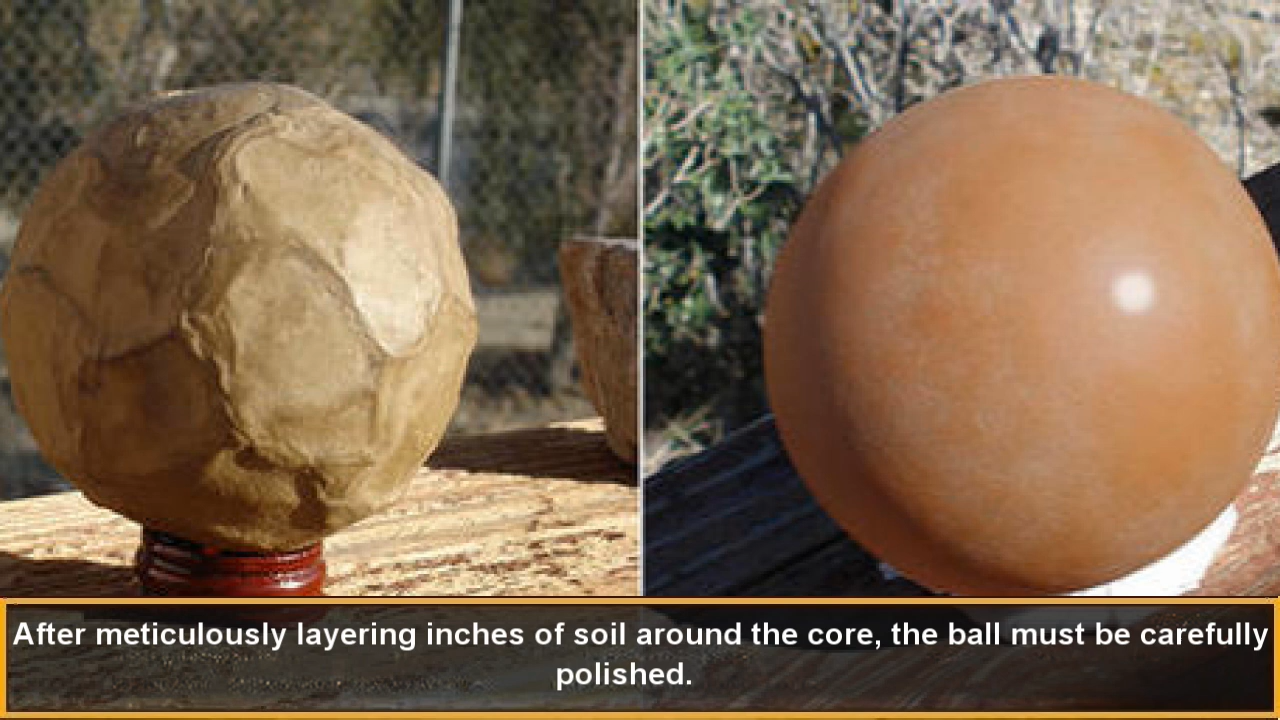 After meticulously layering inches of soil around the core, the ball must be carefully
polished.